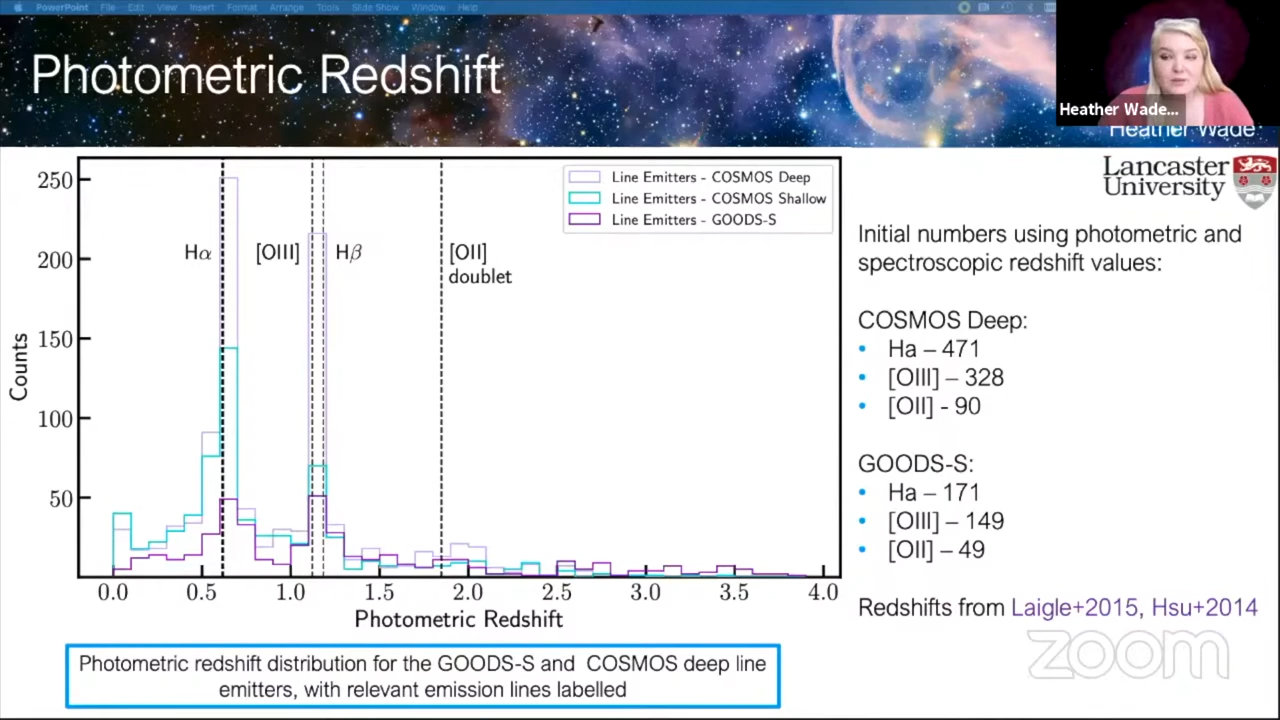 PowerPoint File Edit View Insert Format Arrange Tools Slide Show Window Help
Photometric Redshift
Heather Wade...
Heather Wade
Lancaster
University
250
200
150
100
50
Counts
Line Emitters - COSMOS Deep
Line Emitters - COSMOS Shallow
Line Emitters - GOODS-S
Hα
[OIII]
Hβ
[OII]
doublet
0.0 0.5 1.0 1.5 2.0 2.5 3.0 3.5 4.0
Photometric Redshift
Photometric redshift distribution for the GOODS-S and COSMOS deep line
emitters, with relevant emission lines labelled
Initial numbers using photometric and
spectroscopic redshift values:
COSMOS Deep:
• Ha – 471
• [OIII] – 328
• [OII] - 90
GOODS-S:
• Ha – 171
• [OIII] – 149
• [OII] – 49
Redshifts from Laigle+2015, Hsu+2014
zoom